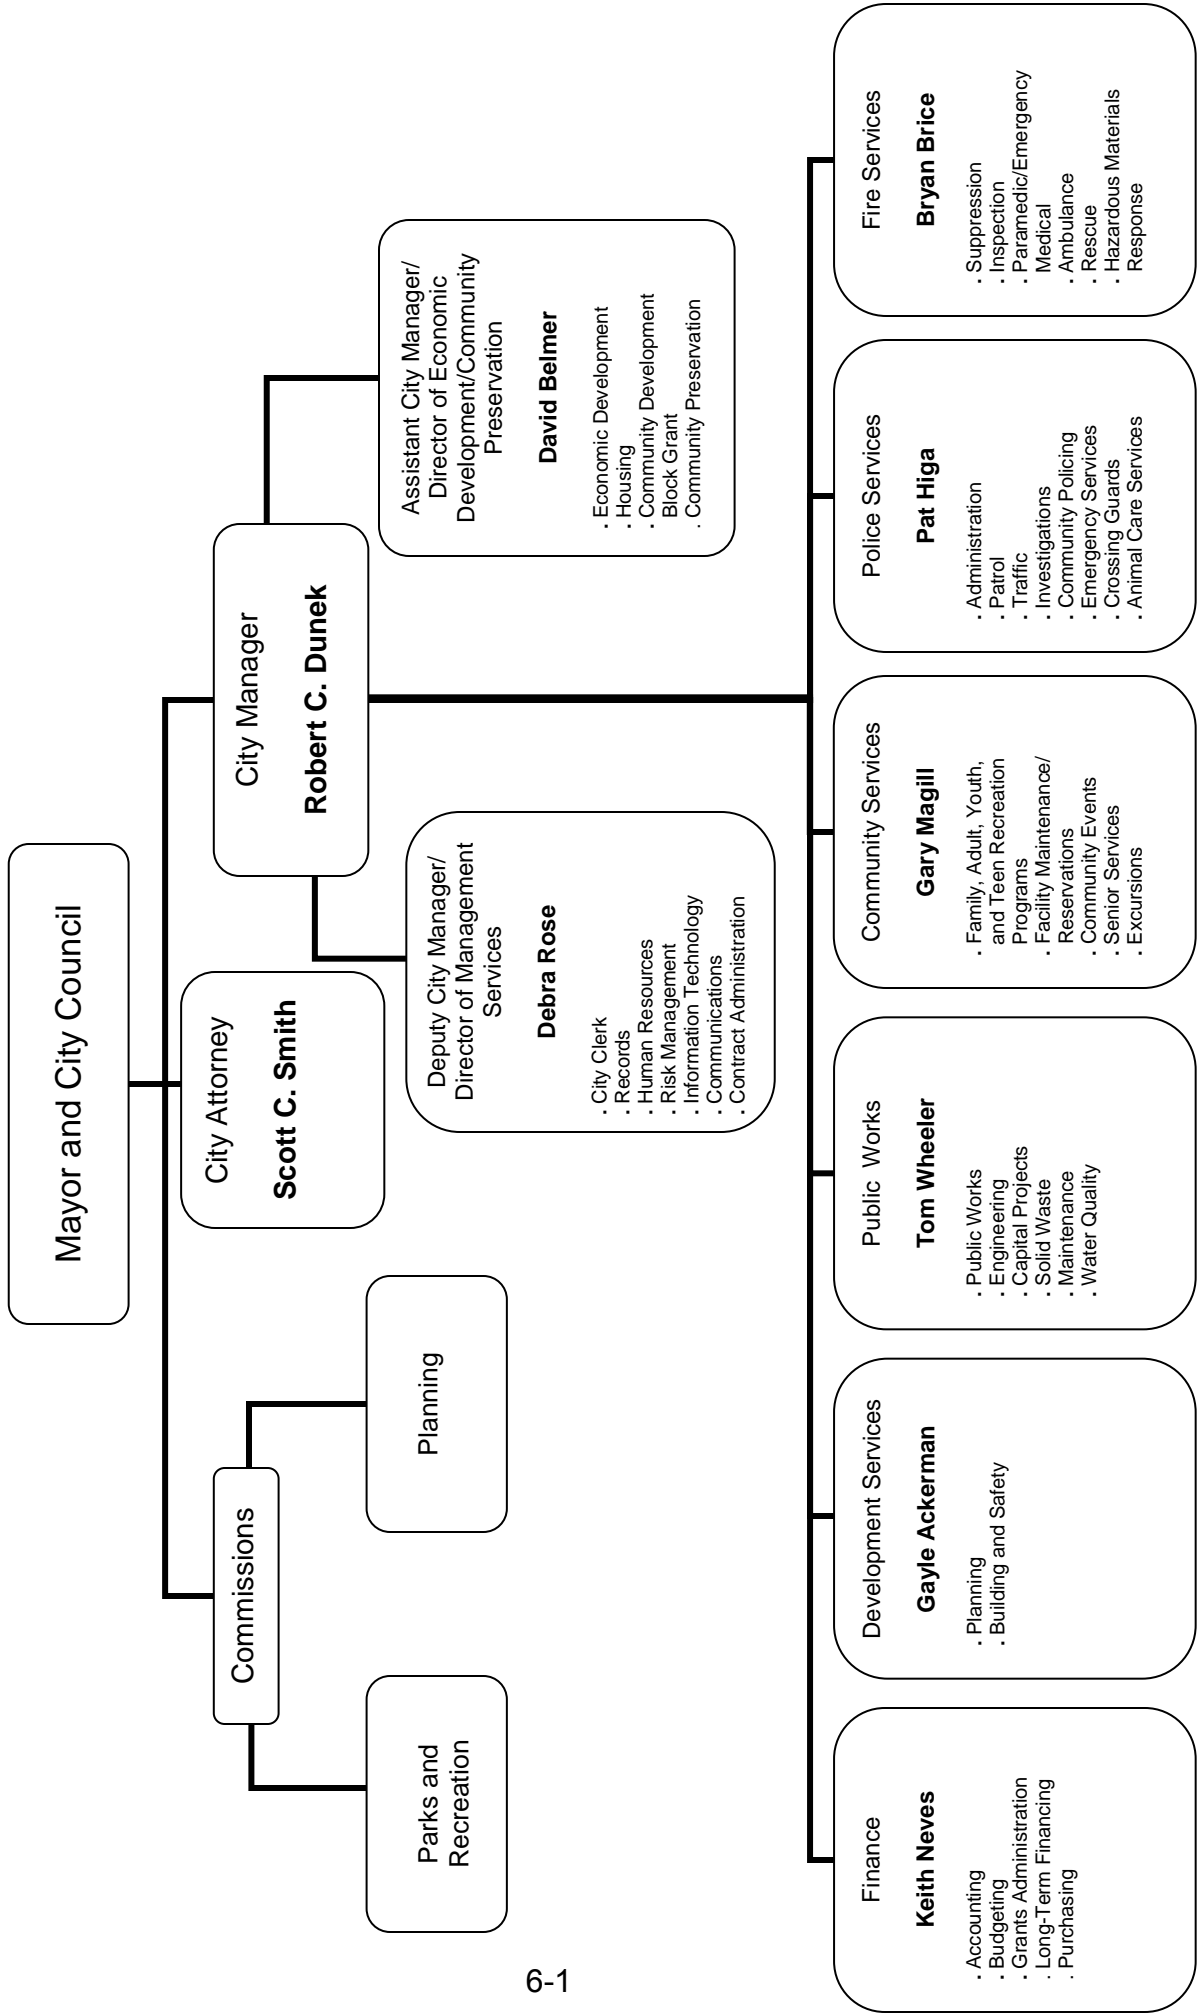 Mayor and City Council
Commissions
City Attorney
Scott C. Smith
City Manager
Robert C. Dunek
Parks and
Recreation
Planning
Deputy City Manager/
Director of Management
Services
Debra Rose
. City Clerk
. Records
. Human Resources
. Risk Management
. Information Technology
. Communications
. Contract Administration
Assistant City Manager/
Director of Economic
Development/Community
Preservation
David Belmer
. Economic Development
. Housing
. Community Development
Block Grant
. Community Preservation
Finance
Keith Neves
. Accounting
. Budgeting
. Grants Administration
. Long-Term Financing
. Purchasing
Development Services
Gayle Ackerman
. Planning
. Building and Safety
Public Works
Tom Wheeler
. Public Works
. Engineering
. Capital Projects
. Solid Waste
. Maintenance
. Water Quality
Community Services
Gary Magill
. Family, Adult, Youth,
and Teen Recreation
Programs
. Facility Maintenance/
Reservations
. Community Events
. Senior Services
. Excursions
Police Services
Pat Higa
. Administration
. Patrol
. Traffic
. Investigations
. Community Policing
. Emergency Services
. Crossing Guards
. Animal Care Services
Fire Services
Bryan Brice
. Suppression
. Inspection
. Paramedic/Emergency
Medical
. Ambulance
. Rescue
. Hazardous Materials
Response
6-1